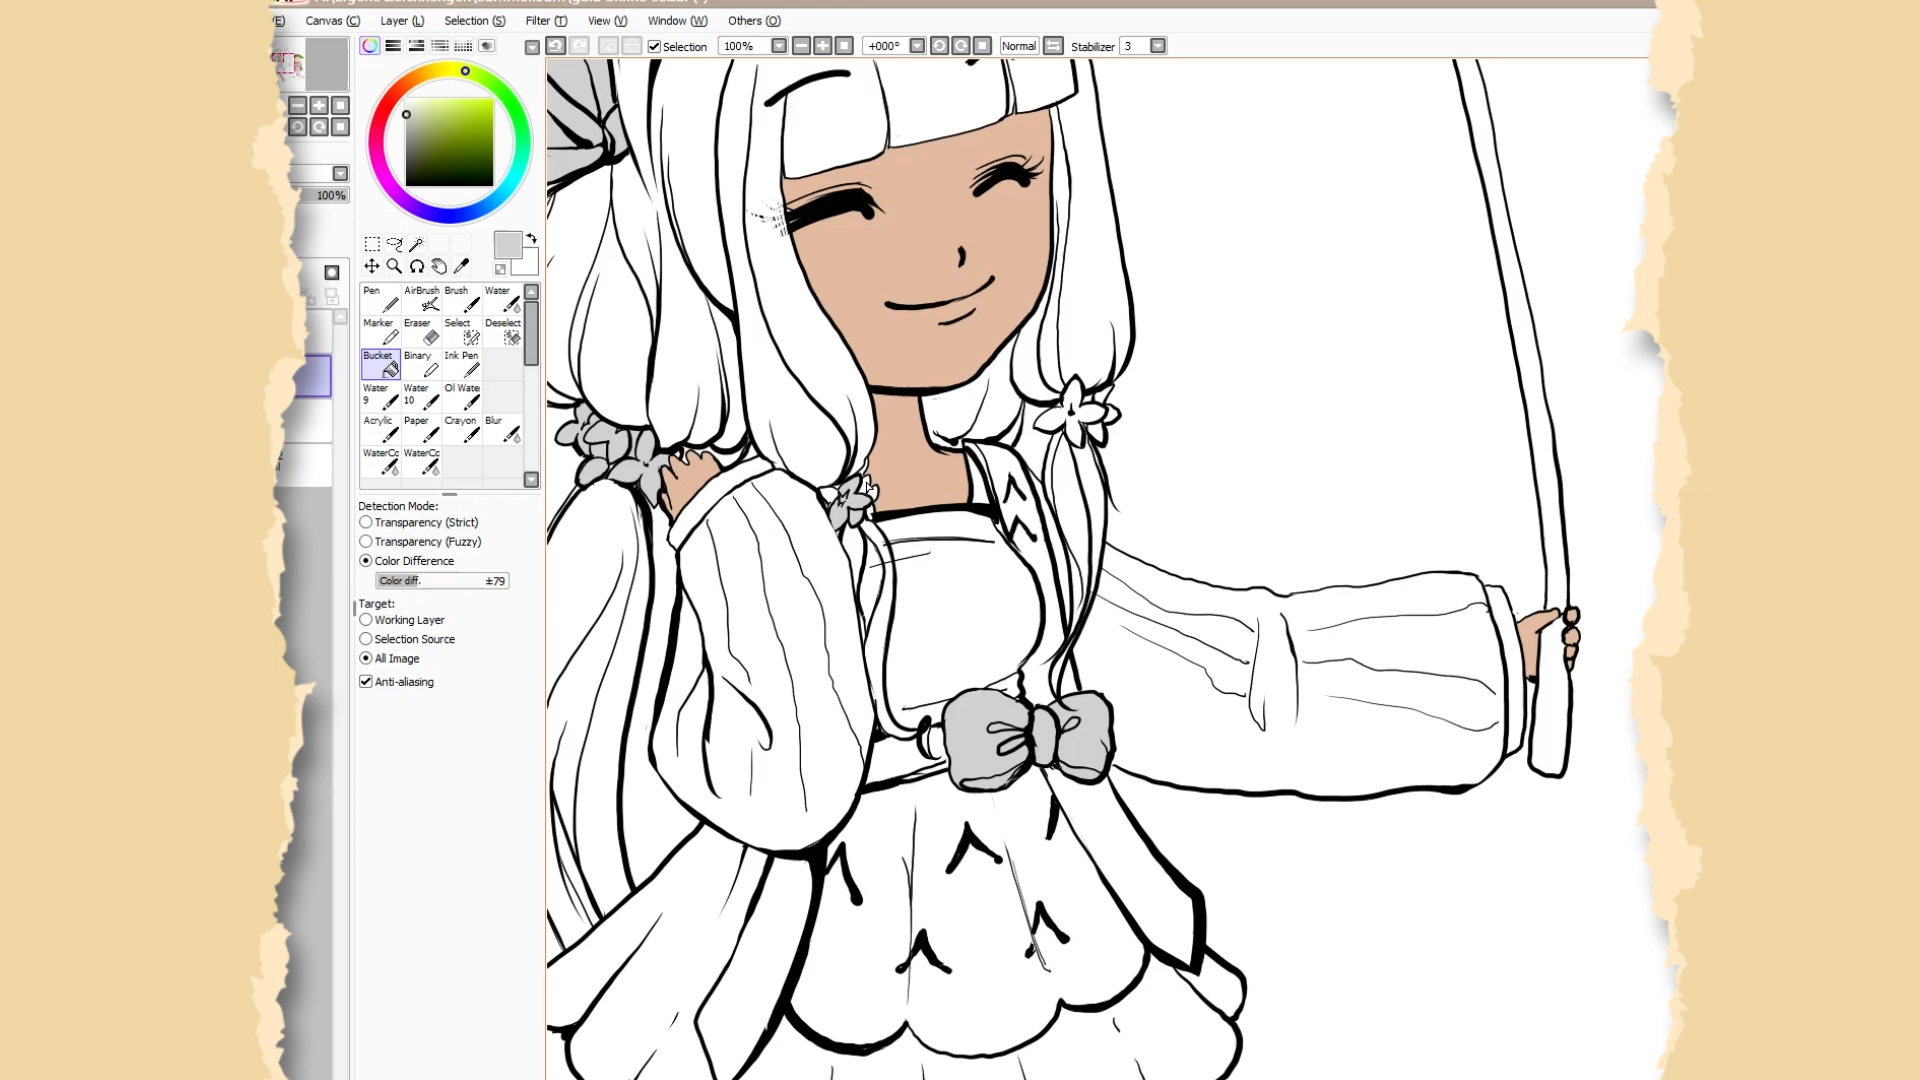 (E) Canvas (C) Layer (L) Selection (S) Filter (T) View (V) Window (W) Others (O)
Selection 100% +000° Normal Stabilizer 3
100%
Pen AirBrush Brush Water
Marker Eraser Select Deselect
Bucket Binary Ink Pen
Water 9 Water 10 Ol Wate
Acrylic Paper Crayon Blur
WaterCo WaterCo
Detection Mode:
Transparency (Strict)
Transparency (Fuzzy)
Color Difference
Color diff. ±79
Target:
Working Layer
Selection Source
All Image
Anti-aliasing